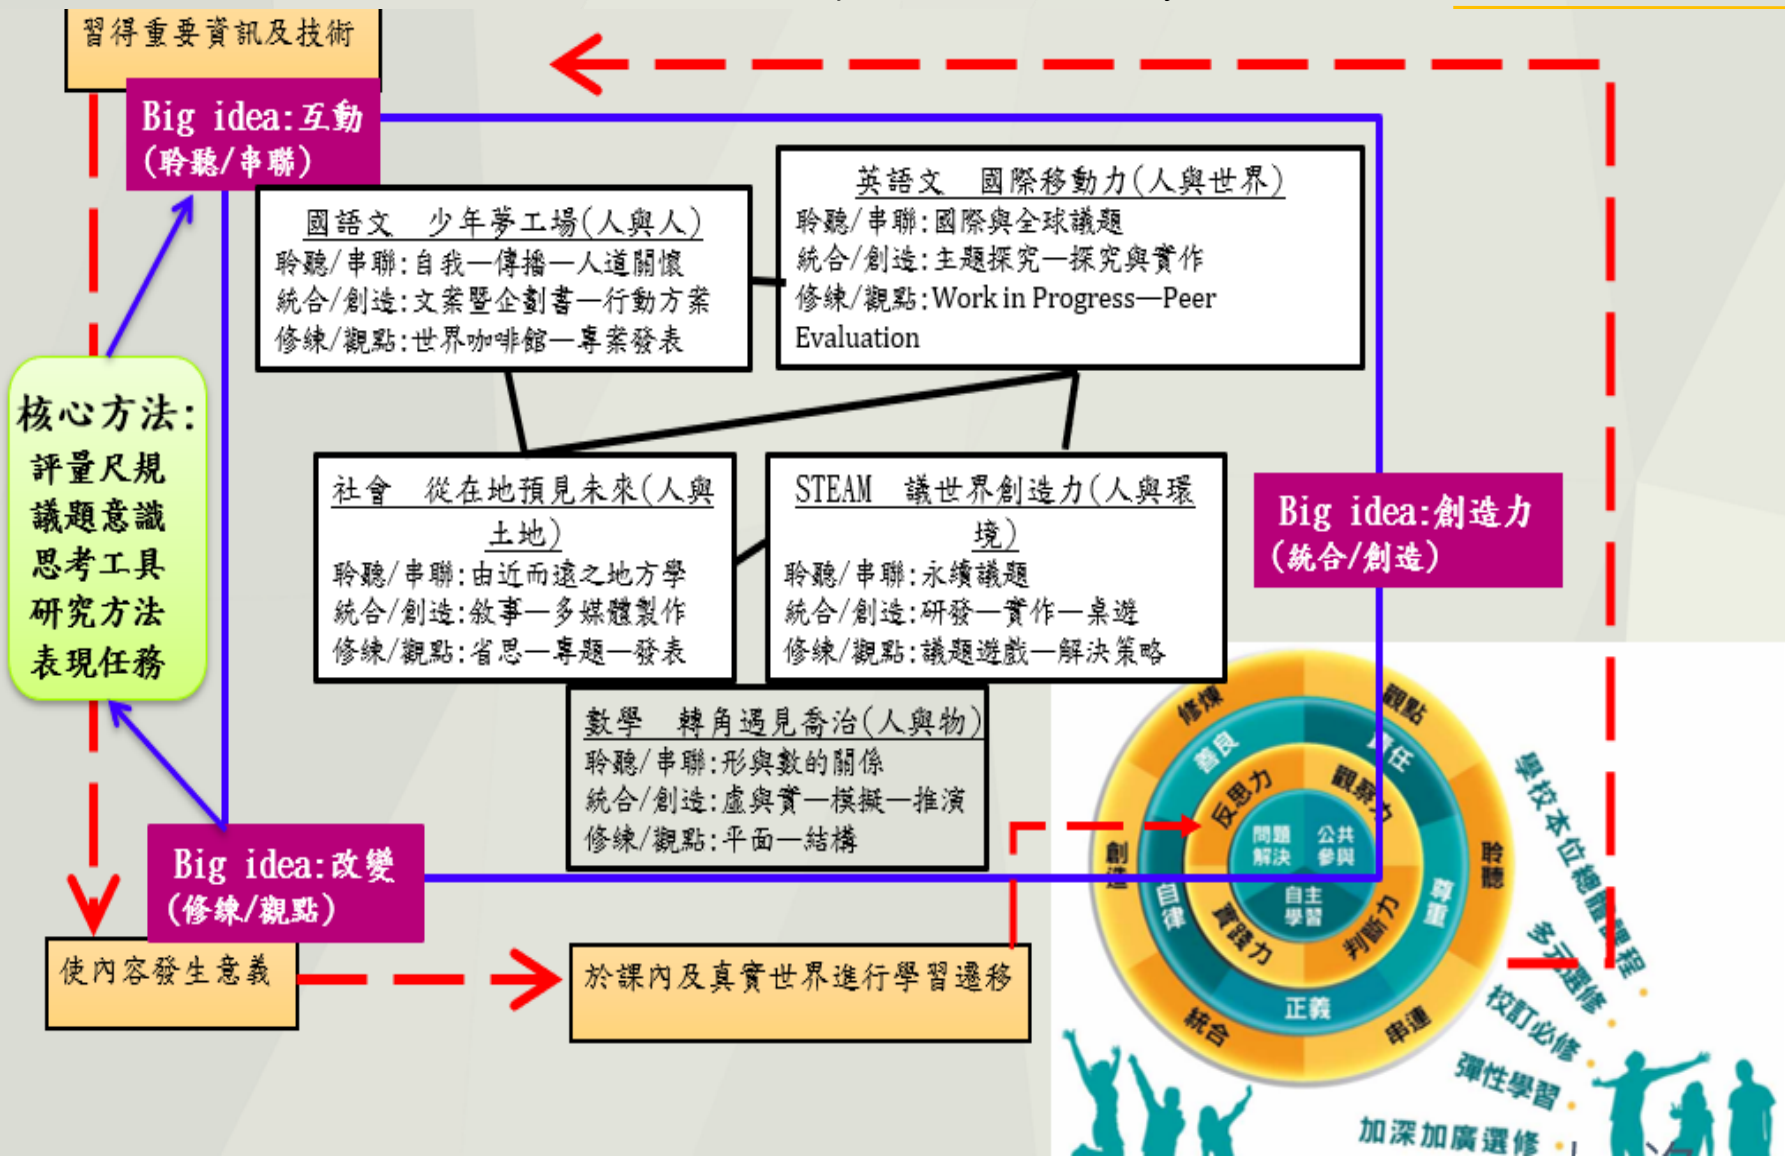 習得重要資訊及技術
Big idea:互動
(聆聽/串聯)
國語文 少年夢工場(人與人)
聆聽/串聯:自我—傳播—人道關懷
統合/創造:文案暨企劃書—行動方案
修練/觀點:世界咖啡館—專案發表
英語文 國際移動力(人與世界)
聆聽/串聯:國際與全球議題
統合/創造:主題探究—探究與實作
修練/觀點:Work in Progress—Peer
Evaluation
核心方法:
評量尺規
議題意識
思考工具
研究方法
表現任務
社會 從在地預見未來(人與
土地)
聆聽/串聯:由近而遠之地方學
統合/創造:敘事—多媒體製作
修練/觀點:省思—專題—發表
STEAM 議世界創造力(人與環
境)
聆聽/串聯:永續議題
統合/創造:研發—實作—桌遊
修練/觀點:議題遊戲—解決策略
Big idea:創造力
(統合/創造)
數學 轉角遇見喬治(人與物)
聆聽/串聯:形與數的關係
統合/創造:虛與實—模擬—推演
修練/觀點:平面—結構
Big idea:改變
(修練/觀點)
使內容發生意義
於課內及真實世界進行學習遷移
修煉
觀點
聆聽
串連
統合
創造
善良
責任
尊重
正義
自律
反思力
觀察力
判斷力
實踐力
問題
解決
公共
參與
自主
學習
學校本位總體課程
多元選修
校訂必修
彈性學習
加深加廣選修